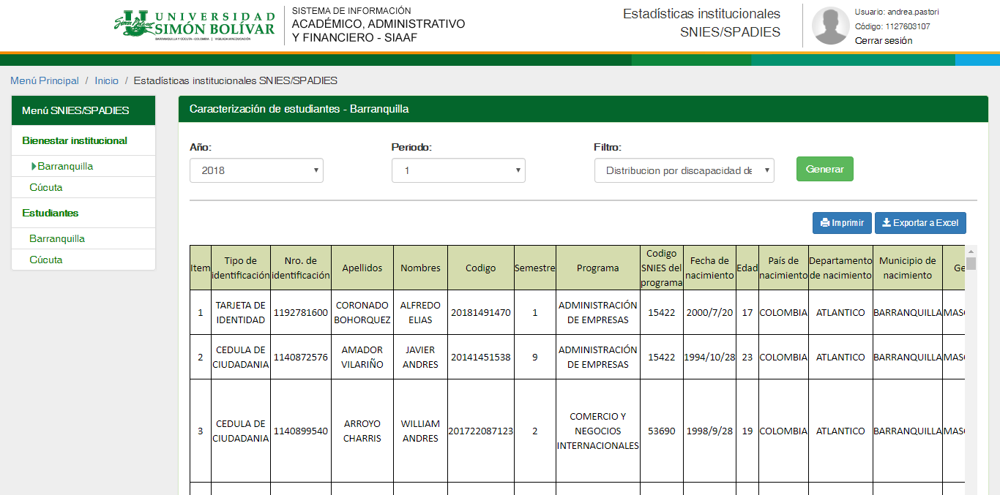 UNIVERSIDAD
SIMÓN BOLÍVAR
BARRANQUILLA Y CÚCUTA - COLOMBIA | VIGILADA MINEDUCACIÓN
SISTEMA DE INFORMACIÓN
ACADÉMICO, ADMINISTRATIVO
Y FINANCIERO - SIAAF
Estadísticas institucionales
SNIES/SPADIES
Usuario: andrea.pastori
Código: 1127603107
Cerrar sesión
Menú Principal / Inicio / Estadísticas institucionales SNIES/SPADIES
Menú SNIES/SPADIES
Bienestar institucional
Barranquilla
Cúcuta
Estudiantes
Barranquilla
Cúcuta
Caracterización de estudiantes - Barranquilla
Año: Periodo: Filtro:
2018 1 Distribucion por discapacidad de Generar
Imprimir Exportar a Excel
Item Tipo de identificación Nro. de identificación Apellidos Nombres Codigo Semestre Programa Codigo SNIES del programa Fecha de nacimiento Edad País de nacimiento Departamento de nacimiento Municipio de nacimiento Ge
1 TARJETA DE IDENTIDAD 1192781600 CORONADO BOHORQUEZ ALFREDO ELIAS 20181491470 1 ADMINISTRACIÓN DE EMPRESAS 15422 2000/7/20 17 COLOMBIA ATLANTICO BARRANQUILLA MASC
2 CEDULA DE CIUDADANIA 1140872576 AMADOR VILARIÑO JAVIER ANDRES 20141451538 9 ADMINISTRACIÓN DE EMPRESAS 15422 1994/10/28 23 COLOMBIA ATLANTICO BARRANQUILLA MASC
3 CEDULA DE CIUDADANIA 1140899540 ARROYO CHARRIS WILLIAM ANDRES 201722087123 2 COMERCIO Y NEGOCIOS INTERNACIONALES 53690 1998/9/28 19 COLOMBIA ATLANTICO BARRANQUILLA MASC